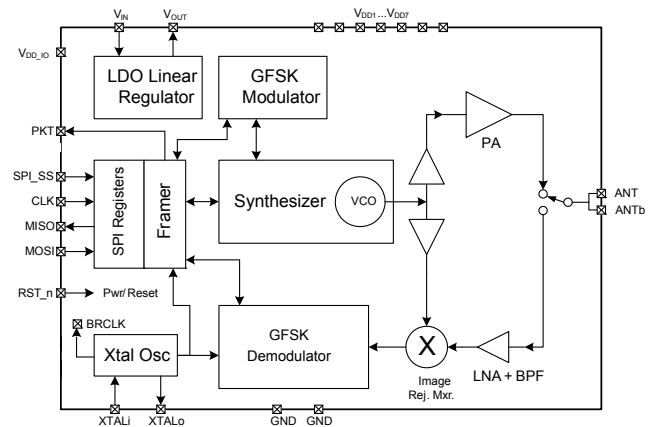 VIN VOUT VDD1...VDD7
VDD_IO
LDO Linear
Regulator
GFSK
Modulator
PA
PKT
SPI_SS
CLK
MISO
MOSI
SPI Registers
Framer
Synthesizer
VCO
ANT
ANTb
RST_n
Pwr/ Reset
BRCLK
Xtal Osc
GFSK
Demodulator
X
Image
Rej. Mxr.
LNA + BPF
XTALi XTALo GND GND